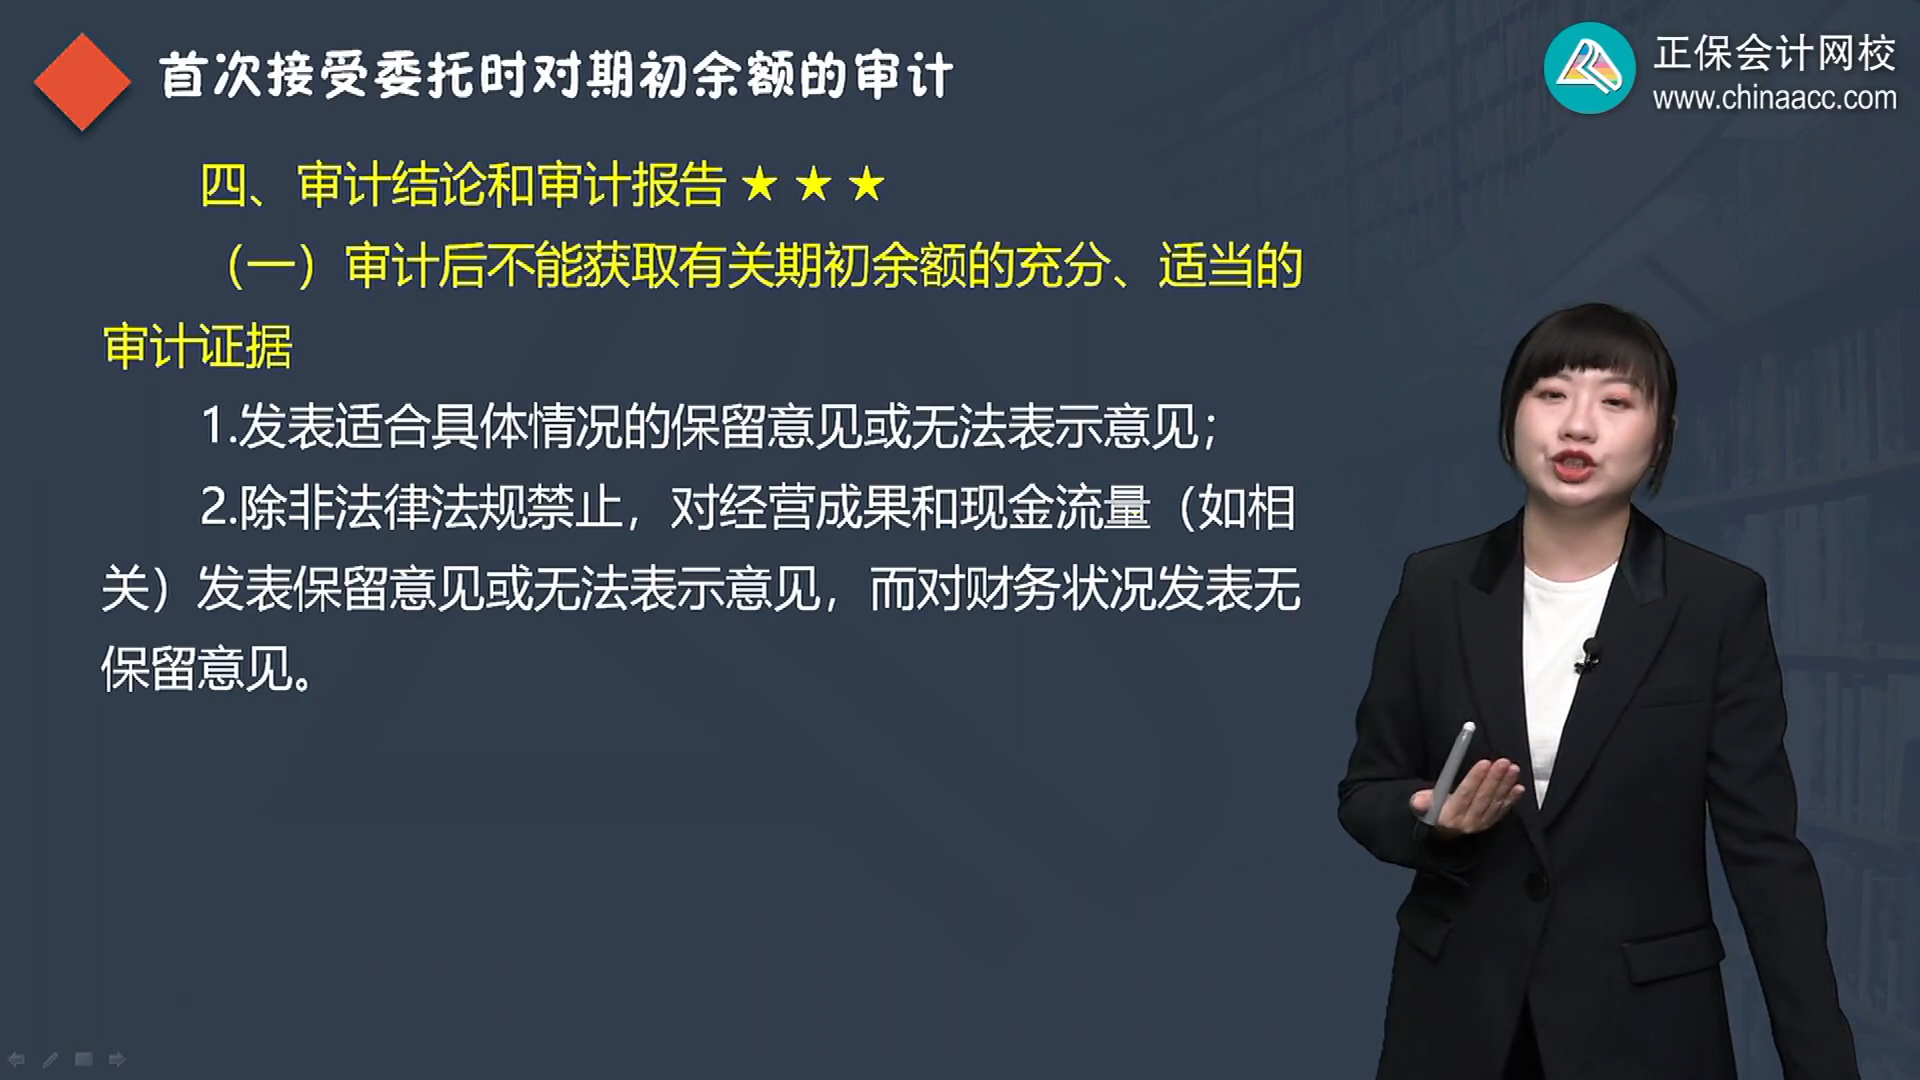 首次接受委托时对期初余额的审计
正保会计网校
www.chinaacc.com
四、审计结论和审计报告★★★
（一）审计后不能获取有关期初余额的充分、适当的
审计证据
1.发表适合具体情况的保留意见或无法表示意见；
2.除非法律法规禁止，对经营成果和现金流量（如相
关）发表保留意见或无法表示意见，而对财务状况发表无
保留意见。